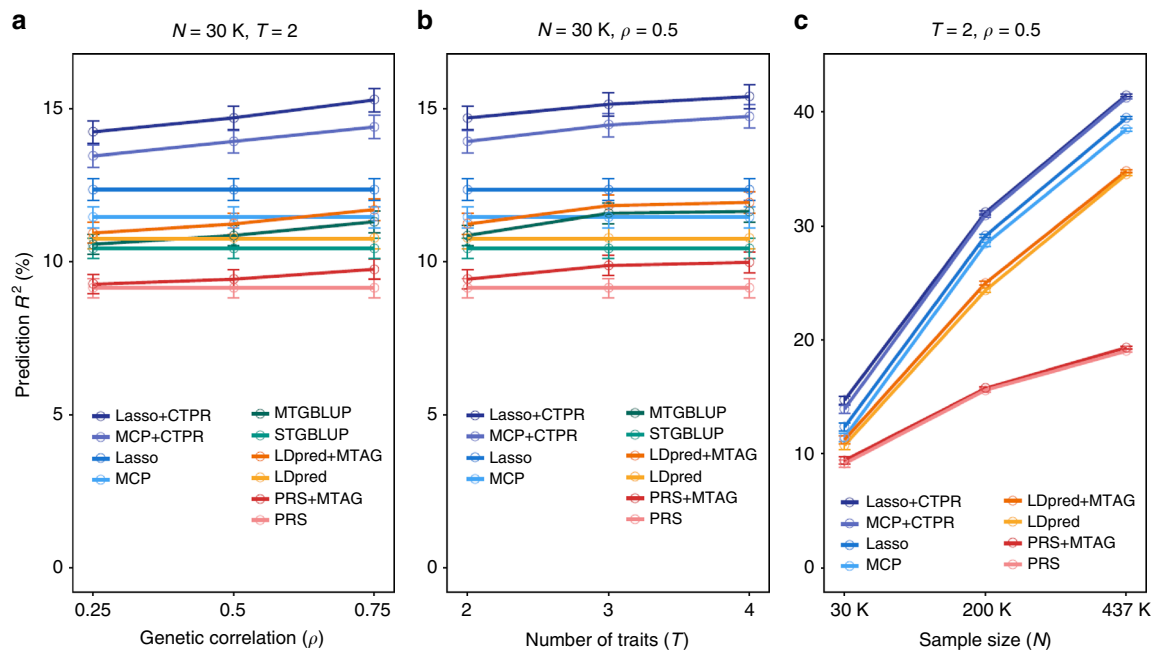 a
N = 30 K, T = 2
Prediction R² (%)
15
10
5
0
Lasso+CTPR
MCP+CTPR
Lasso
MCP
MTGBLUP
STGBLUP
LDpred+MTAG
LDpred
PRS+MTAG
PRS
0.25
0.5
0.75
Genetic correlation (ρ)
b
N = 30 K, ρ = 0.5
15
10
5
0
Lasso+CTPR
MCP+CTPR
Lasso
MCP
MTGBLUP
STGBLUP
LDpred+MTAG
LDpred
PRS+MTAG
PRS
2
3
4
Number of traits (T)
c
T = 2, ρ = 0.5
40
30
20
10
0
Lasso+CTPR
MCP+CTPR
Lasso
MCP
LDpred+MTAG
LDpred
PRS+MTAG
PRS
30 K
200 K
437 K
Sample size (N)